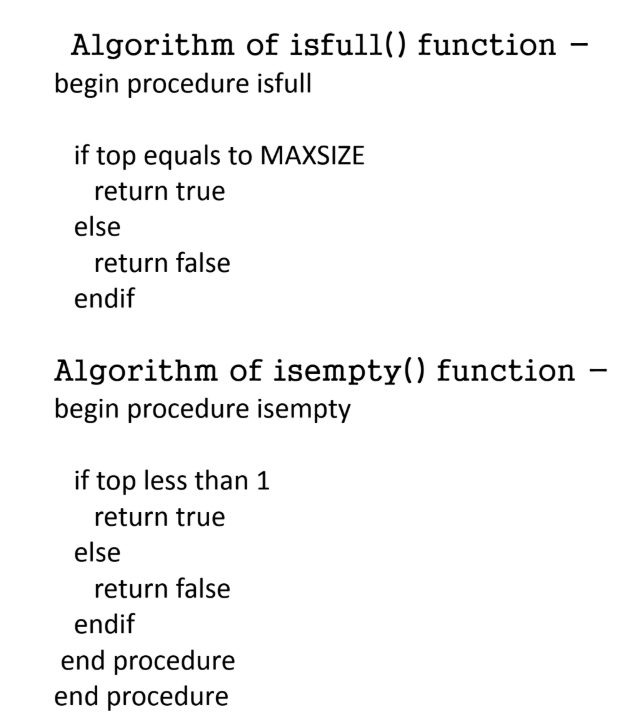 Algorithm of isfull() function –
begin procedure isfull
if top equals to MAXSIZE
return true
else
return false
endif
Algorithm of isempty() function –
begin procedure isempty
if top less than 1
return true
else
return false
endif
end procedure
end procedure